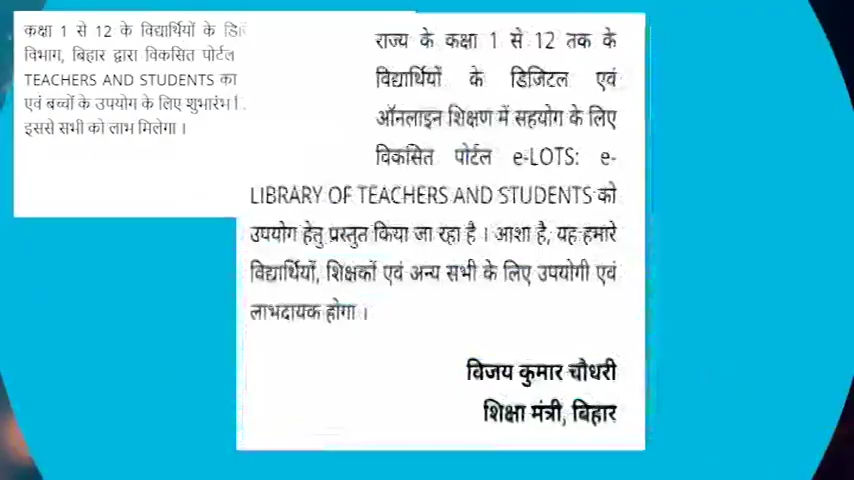 कक्षा 1 से 12 के विद्यार्थियों के
विभाग, बिहार द्वारा विकसित पोर्टल
TEACHERS AND STUDENTS का
एवं बच्चों के उपयोग के लिए शुभारंभ
इससे सभी को लाभ मिलेगा ।
राज्य के कक्षा 1 से 12 तक के
विद्यार्थियों के डिजिटल एवं
ऑनलाइन शिक्षण में सहयोग के लिए
विकसित पोर्टल e-LOTS: e-
LIBRARY OF TEACHERS AND STUDENTS को
उपयोग हेतु प्रस्तुत किया जा रहा है । आशा है, यह हमारे
विद्यार्थियों, शिक्षकों एवं अन्य सभी के लिए उपयोगी एवं
लाभदायक होगा ।
विजय कुमार चौधरी
शिक्षा मंत्री, बिहार